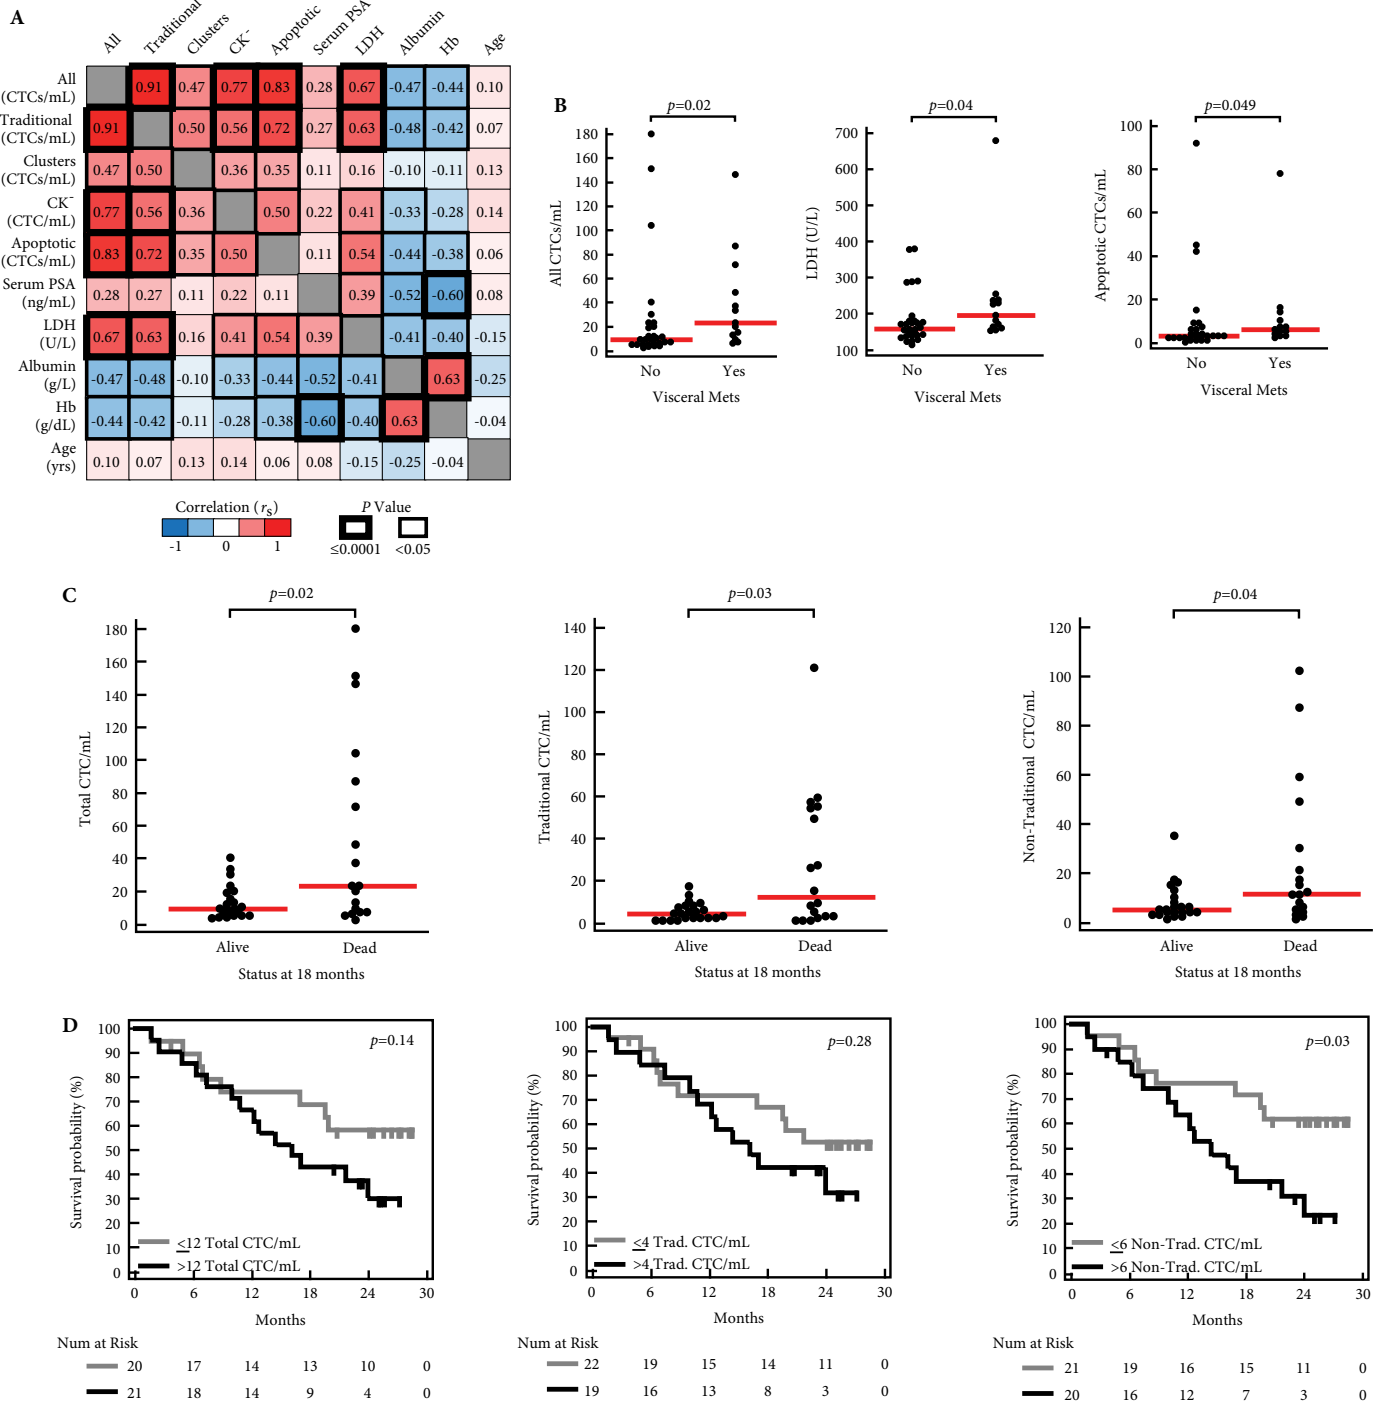 A
All Traditional Clusters CK- Apoptotic Serum PSA LDH Albumin Hb Age
All
(CTCs/mL)
0.91 0.47 0.77 0.83 0.28 0.67 -0.47 -0.44 0.10
Traditional
(CTCs/mL)
0.91 0.50 0.56 0.72 0.27 0.63 -0.48 -0.42 0.07
Clusters
(CTCs/mL)
0.47 0.50 0.36 0.35 0.11 0.16 -0.10 -0.11 0.13
CK-
(CTC/mL)
0.77 0.56 0.36 0.50 0.22 0.41 -0.33 -0.28 0.14
Apoptotic
(CTCs/mL)
0.83 0.72 0.35 0.50 0.11 0.54 -0.44 -0.38 0.06
Serum PSA
(ng/mL)
0.28 0.27 0.11 0.22 0.11 0.39 -0.52 -0.60 0.08
LDH
(U/L)
0.67 0.63 0.16 0.41 0.54 0.39 -0.41 -0.40 -0.15
Albumin
(g/L)
-0.47 -0.48 -0.10 -0.33 -0.44 -0.52 -0.41 0.63 -0.25
Hb
(g/dL)
-0.44 -0.42 -0.11 -0.28 -0.38 -0.60 -0.40 0.63 -0.04
Age
(yrs)
0.10 0.07 0.13 0.14 0.06 0.08 -0.15 -0.25 -0.04
Correlation (rs)
-1 0 1
P Value
≤0.0001 <0.05
B
p=0.02
All CTCs/mL
180
160
140
120
100
80
60
40
20
0
No Yes
Visceral Mets
p=0.04
LDH (U/L)
700
600
500
400
300
200
100
No Yes
Visceral Mets
p=0.049
Apoptotic CTCs/mL
100
80
60
40
20
0
No Yes
Visceral Mets
C
p=0.02
Total CTC/mL
180
160
140
120
100
80
60
40
20
0
Alive Dead
Status at 18 months
p=0.03
Traditional CTC/mL
140
120
100
80
60
40
20
0
Alive Dead
Status at 18 months
p=0.04
Non-Traditional CTC/mL
120
100
80
60
40
20
0
Alive Dead
Status at 18 months
D
p=0.14
Survival probability (%)
100
90
80
70
60
50
40
30
20
10
0
≤12 Total CTC/mL
>12 Total CTC/mL
0 6 12 18 24 30
Months
Num at Risk
20 17 14 13 10 0
21 18 14 9 4 0
p=0.28
Survival probability (%)
100
90
80
70
60
50
40
30
20
10
0
≤4 Trad. CTC/mL
>4 Trad. CTC/mL
0 6 12 18 24 30
Months
Num at Risk
22 19 15 14 11 0
19 16 13 8 3 0
p=0.03
Survival probability (%)
100
90
80
70
60
50
40
30
20
10
0
≤6 Non-Trad. CTC/mL
>6 Non-Trad. CTC/mL
0 6 12 18 24 30
Months
Num at Risk
21 19 16 15 11 0
20 16 12 7 3 0